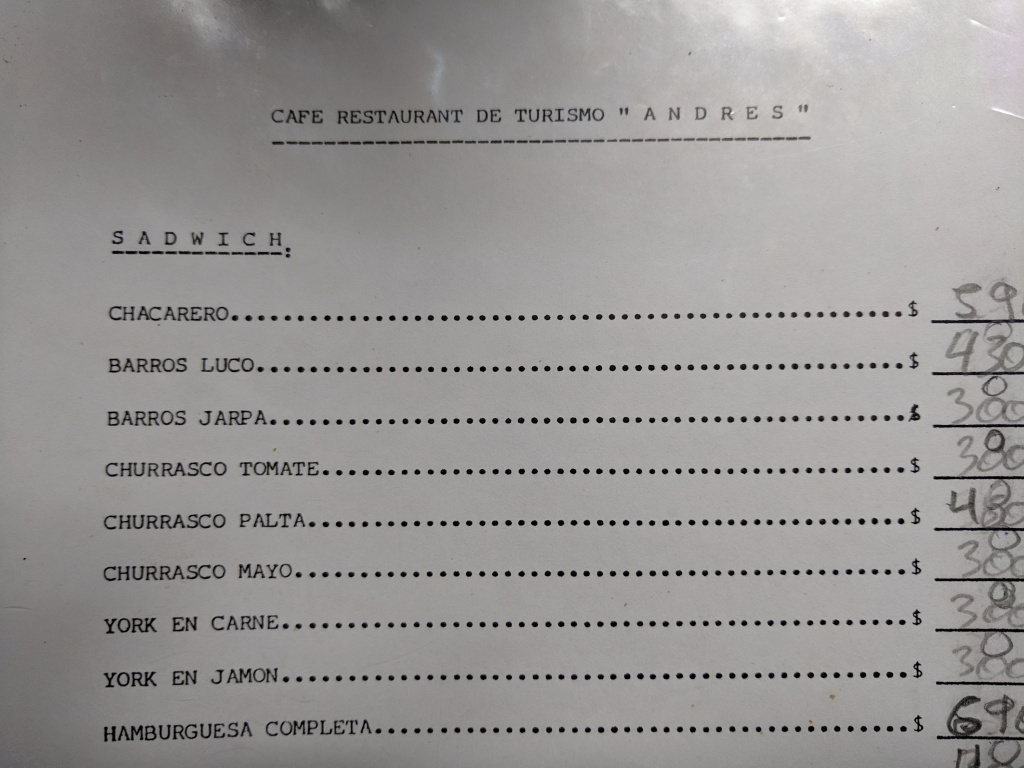 CAFE RESTAURANT DE TURISMO " A N D R E S "
S A D W I C H :
CHACARERO..................................................$
BARROS LUCO................................................$ 430
BARROS JARPA...............................................$
CHURRASCO TOMATE...........................................$
CHURRASCO PALTA............................................$
CHURRASCO MAYO.............................................$
YORK EN CARNE..............................................$
YORK EN JAMON..............................................$
HAMBURGUESA COMPLETA.......................................$